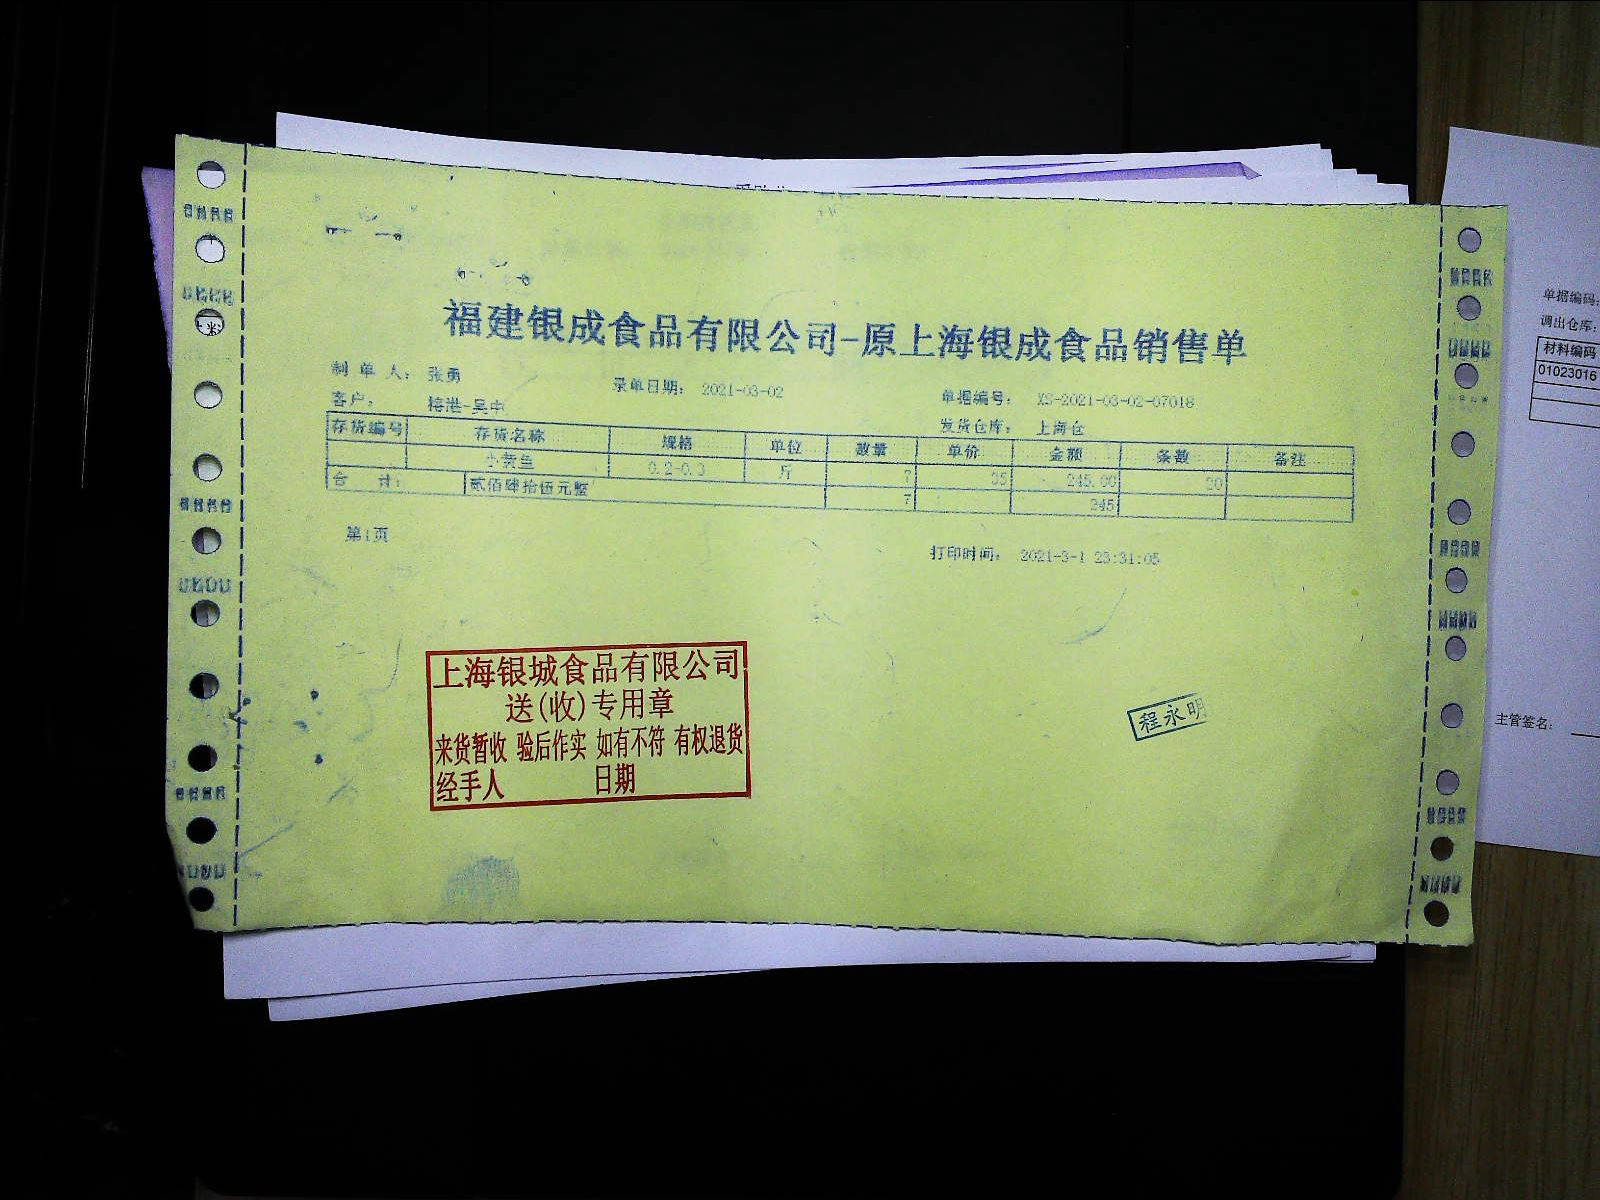 福建银成食品有限公司-原上海银成食品销售单
制 单 人： 张勇 录单日期： 2021-03-02 单据编号： XS-2021-03-02-07018
客户： 榕港-吴中 发货仓库： 上海仓
存货编号 存货名称 规格 单位 数量 单价 金额 条数 备注
小黄鱼 0.2-0.3 斤 7 35 245.00 30
合 计： 贰佰肆拾伍元整 7 245
第1页 打印时间： 2021-3-1 23:31:05
上海银城食品有限公司
送(收)专用章
来货暂收 验后作实 如有不符 有权退货
经手人 日期
程永明
单据编码:
调出仓库:
材料编码
01023016
主管签名: